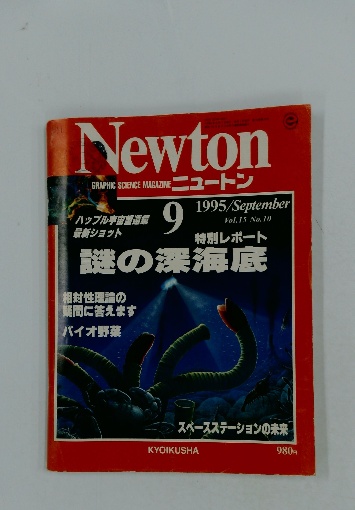 Newton
GRAPHIC SCIENCE MAGAZINE ニュートン
9
1995/September
Vol.15 No.10
ハッブル宇宙望遠鏡
最新ショット
特別レポート
謎の深海底
相対性理論の
疑問に答えます
バイオ野菜
スペースステーションの未来
KYOIKUSHA
980円